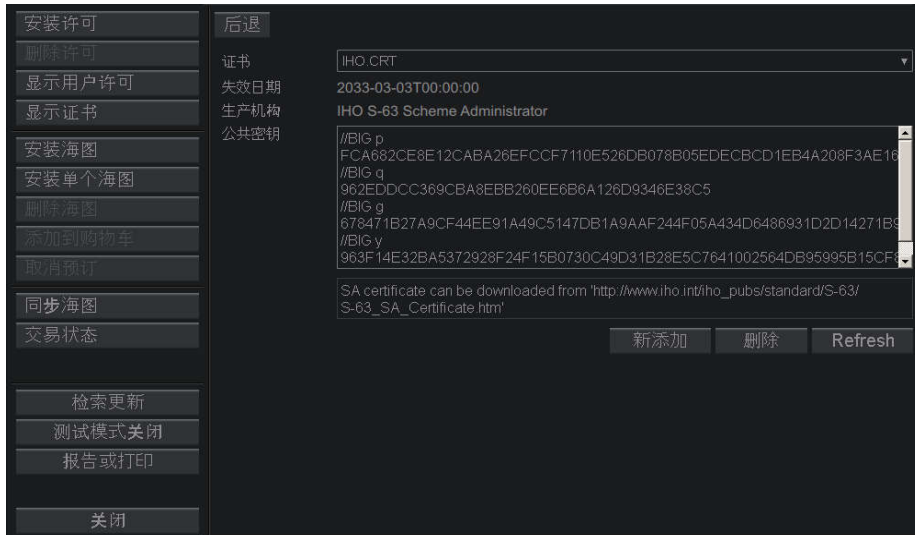 安装许可
删除许可
显示用户许可
显示证书
安装海图
安装单个海图
删除海图
添加到购物车
取消预订
同步海图
交易状态
检索更新
测试模式关闭
报告或打印
关闭
后退
证书 IHO.CRT
失效日期 2033-03-03T00:00:00
生产机构 IHO S-63 Scheme Administrator
公共密钥
//BIG p
FCA682CE8E12CABA26EFCCF7110E526DB078B05EDECBCD1EB4A208F3AE16
//BIG q
962EDDCC369CBA8EBB260EE6B6A126D9346E38C5
//BIG g
678471B27A9CF44EE91A49C5147DB1A9AAF244F05A434D6486931D2D14271B9
//BIG y
963F14E32BA5372928F24F15B0730C49D31B28E5C7641002564DB95995B15CF8
SA certificate can be downloaded from 'http://www.iho.int/iho_pubs/standard/S-63/
S-63_SA_Certificate.htm'
新添加 删除 Refresh